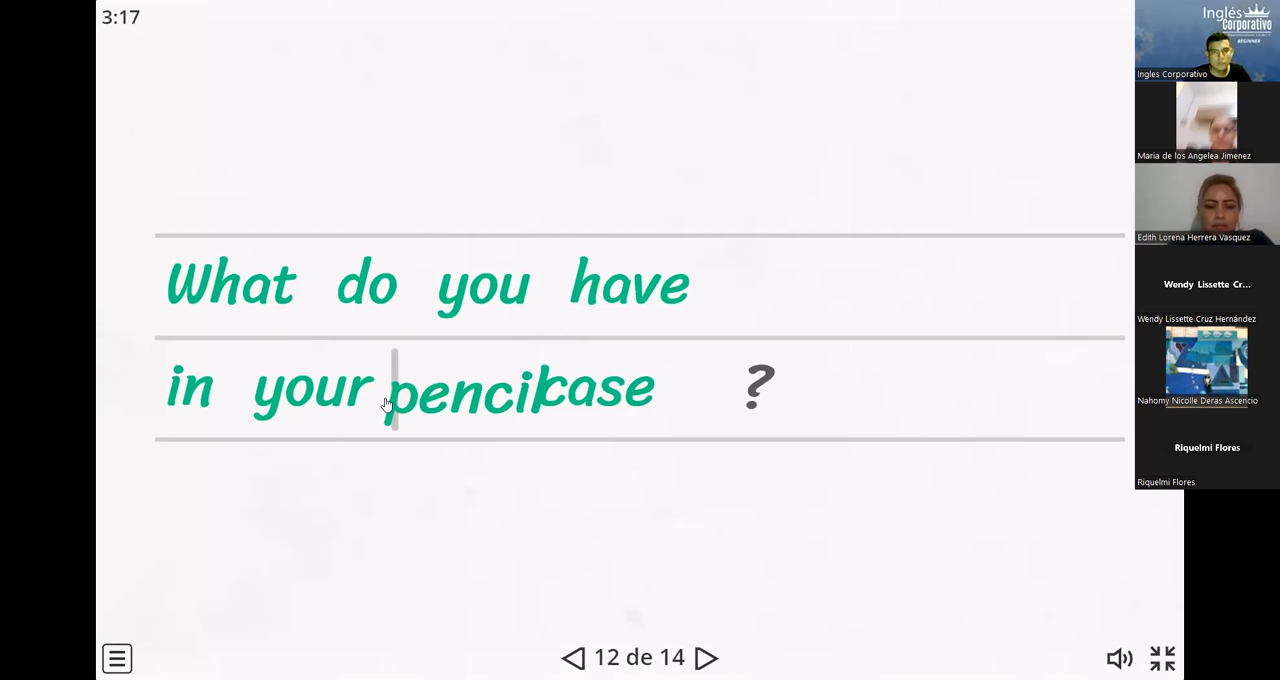 3:17
What do you have
in your pencil case ?
12 de 14
Inglés
Corporativo
BEGINNER
Ingles Corporativo
Maria de los Angelea Jimenez
Edith Lorena Herrera Vasquez
Wendy Lissette Cr...
Wendy Lissette Cruz Hernández
Nahomy Nicolle Deras Ascencio
Riquelmi Flores
Riquelmi Flores